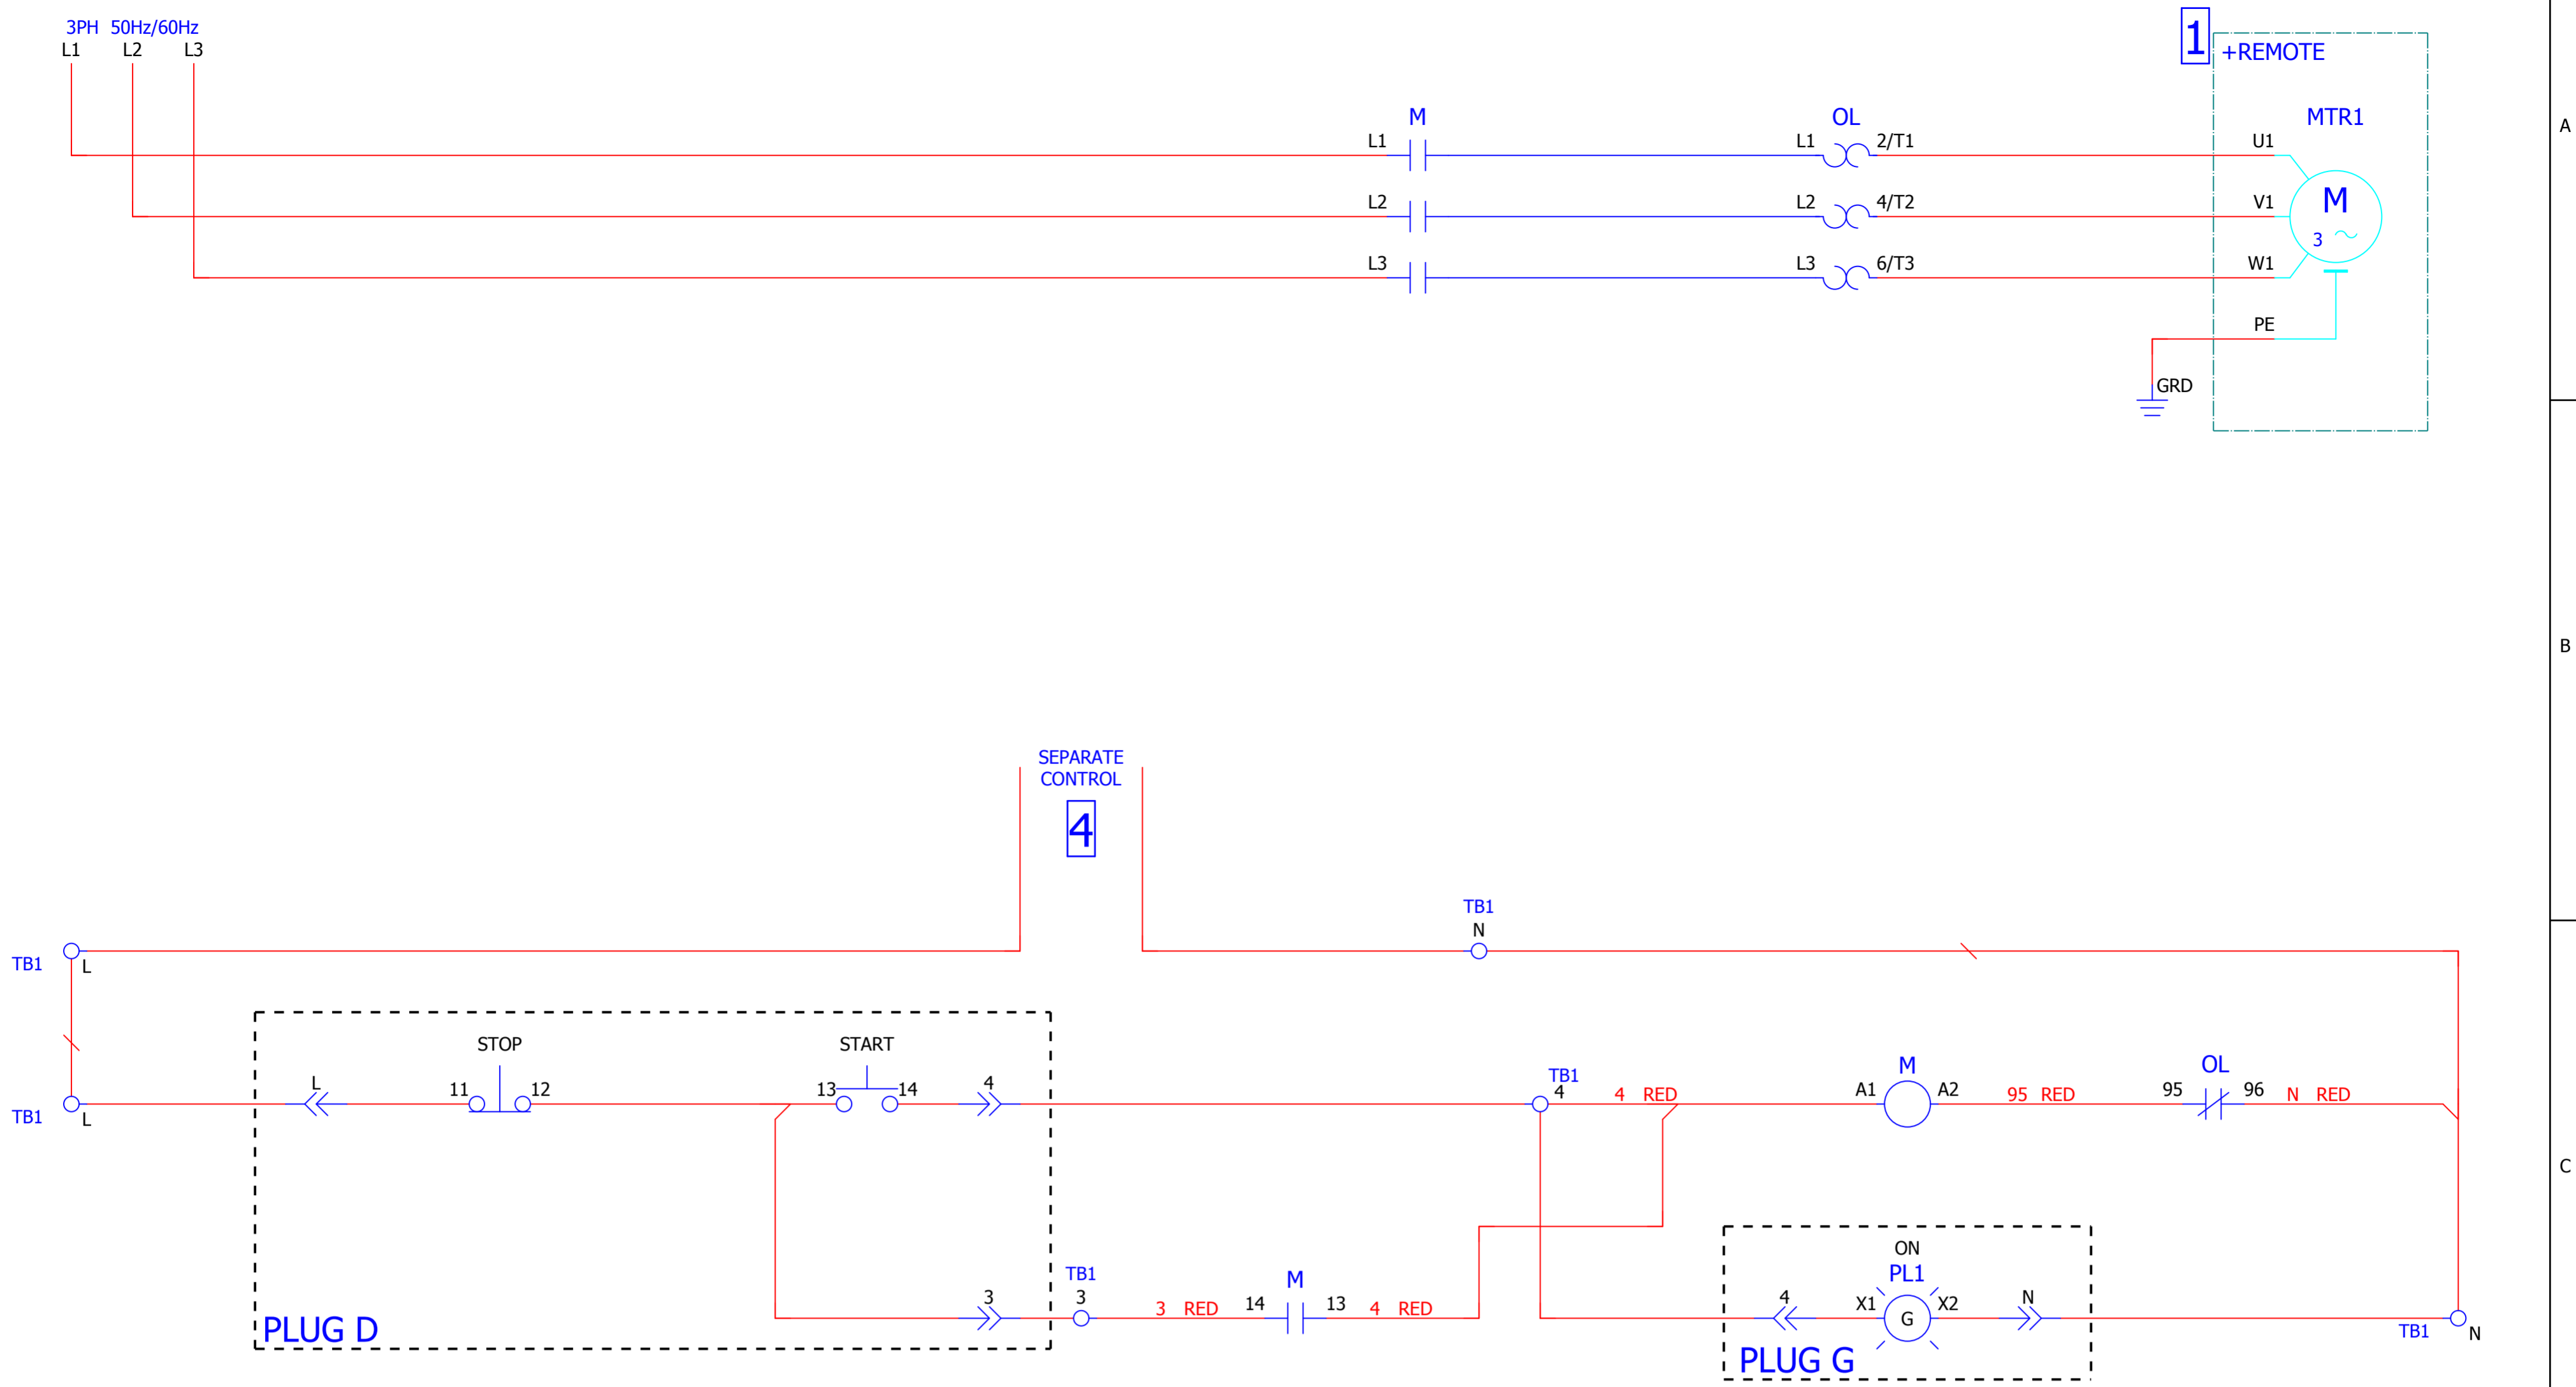 3PH 50Hz/60Hz
L1 L2 L3
1
+REMOTE
M OL MTR1
L1 L1 2/T1 U1
A
L2 L2 4/T2 V1
M
3
L3 L3 6/T3 W1
PE
GRD
B
SEPARATE
CONTROL
4
TB1
N
TB1 L
STOP START
L 11 12 13 14 4
TB1 L
TB1
4
4 RED
M
A1 A2
95 RED
OL
95 96
N RED
C
TB1
3 3
3 RED
M
14 13
4 RED
PLUG D
ON
PL1
4 X1 G X2 N
PLUG G
TB1 N